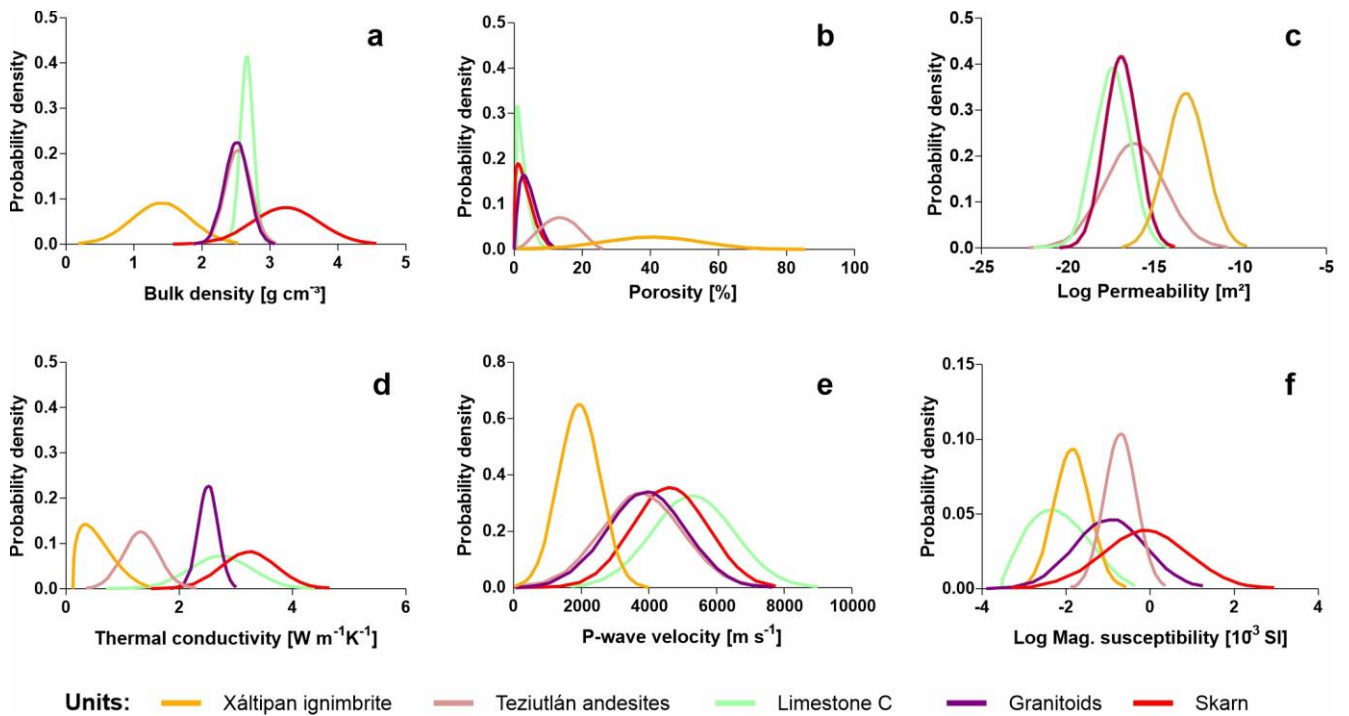 a
Probability density
0.5
0.4
0.3
0.2
0.1
0.0
0 1 2 3 4 5
Bulk density [g cm⁻³]
b
Probability density
0.5
0.4
0.3
0.2
0.1
0.0
0 20 40 60 80 100
Porosity [%]
c
Probability density
0.5
0.4
0.3
0.2
0.1
0.0
-25 -20 -15 -10 -5
Log Permeability [m²]
d
Probability density
0.5
0.4
0.3
0.2
0.1
0.0
0 2 4 6
Thermal conductivity [W m⁻¹K⁻¹]
e
Probability density
0.8
0.6
0.4
0.2
0.0
0 2000 4000 6000 8000 10000
P-wave velocity [m s⁻¹]
f
Probability density
0.15
0.10
0.05
0.00
-4 -2 0 2 4
Log Mag. susceptibility [10⁻³ SI]
Units: Xáltipan ignimbrite Teziutlán andesites Limestone C Granitoids Skarn